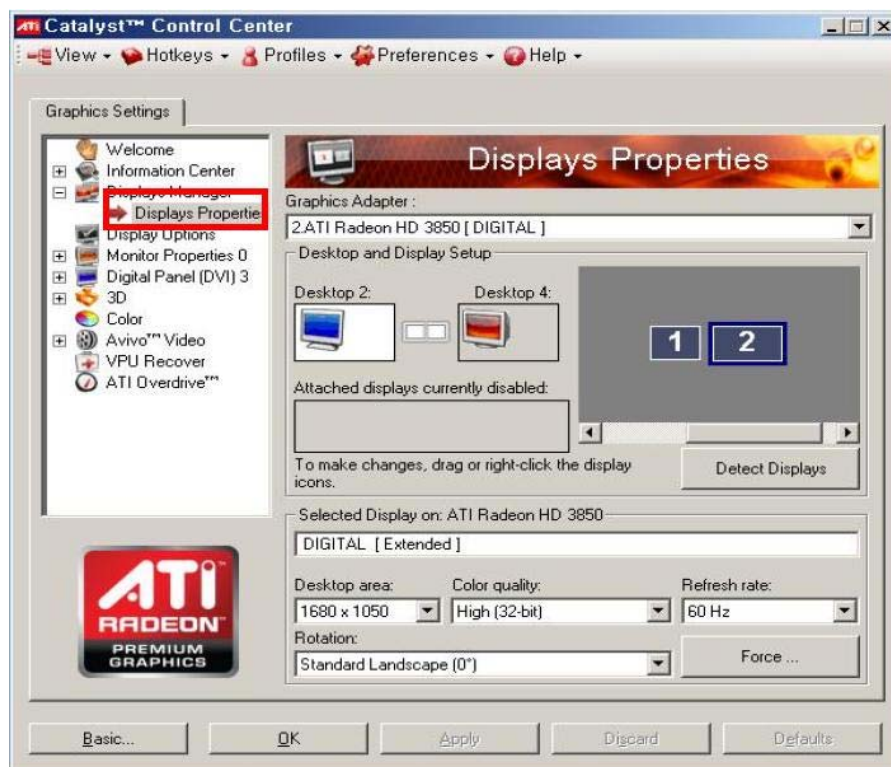 ATI Catalyst™ Control Center
View Hotkeys Profiles Preferences Help
Graphics Settings
Welcome
Information Center
Displays Manager
Displays Propertie
Display Options
Monitor Properties 0
Digital Panel (DVI) 3
3D
Color
Avivo™ Video
VPU Recover
ATI Overdrive™
Displays Properties
Graphics Adapter :
2.ATI Radeon HD 3850 [ DIGITAL ]
Desktop and Display Setup
Desktop 2:
Desktop 4:
1
2
Attached displays currently disabled:
To make changes, drag or right-click the display
icons.
Detect Displays
Selected Display on: ATI Radeon HD 3850
DIGITAL [ Extended ]
Desktop area:
Color quality:
Refresh rate:
1680 x 1050
High (32-bit)
60 Hz
Rotation:
Standard Landscape (0°)
Force ...
ATI
RADEON
PREMIUM
GRAPHICS
Basic...
OK
Apply
Discard
Defaults